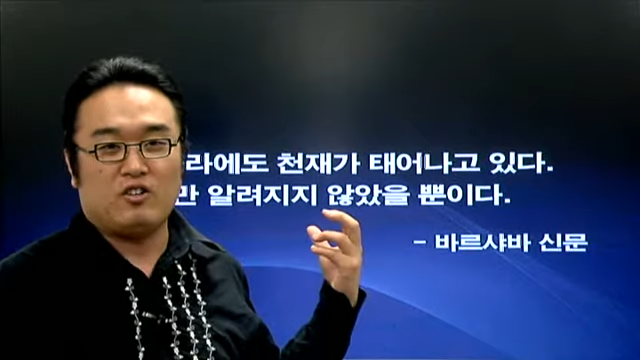 라에도 천재가 태어나고 있다.
만 알려지지 않았을 뿐이다.
- 바르샤바 신문